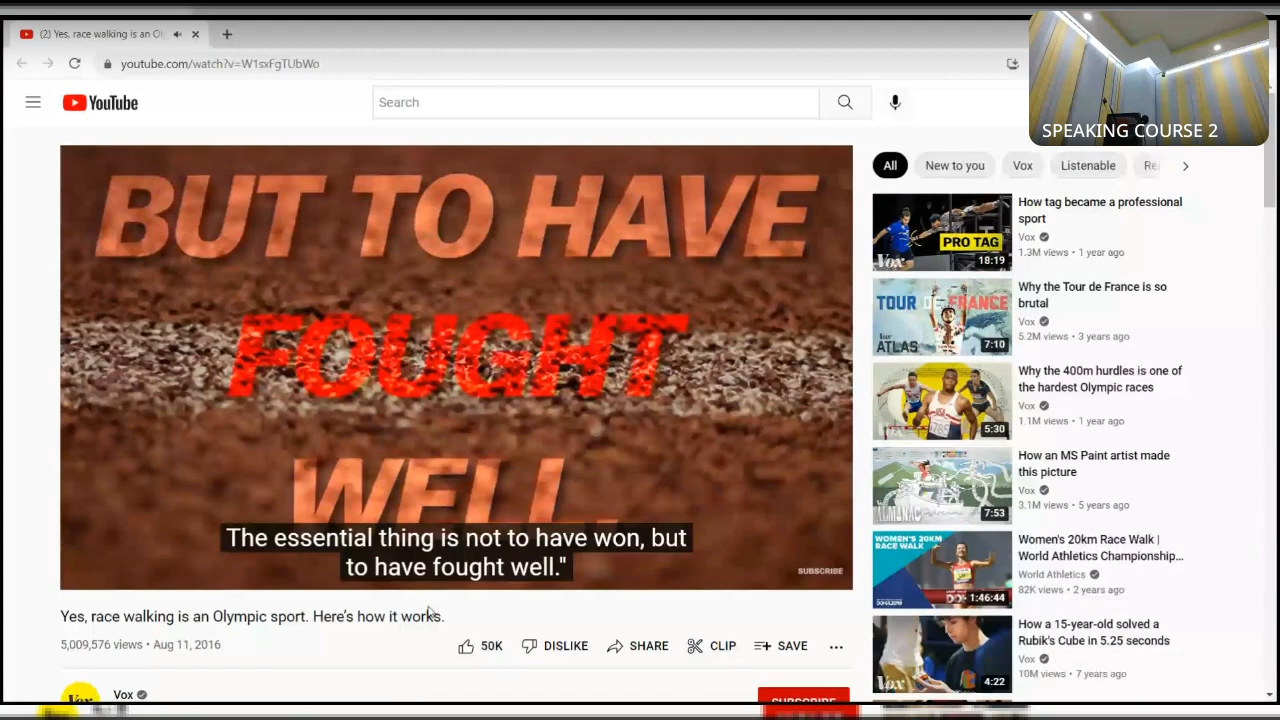 (2) Yes, race walking is an Ol
youtube.com/watch?v=W1sxFgTUbWo
YouTube
Search
SPEAKING COURSE 2
BUT TO HAVE
FOUGHT
WELL.
The essential thing is not to have won, but
to have fought well."
SUBSCRIBE
Yes, race walking is an Olympic sport. Here's how it works.
5,009,576 views • Aug 11, 2016
50K
DISLIKE
SHARE
CLIP
SAVE
Vox
Vox
SUBSCRIBE
All
New to you
Vox
Listenable
Re
PRO TAG
Vox
18:19
How tag became a professional
sport
Vox
1.3M views • 1 year ago
TOUR DE FRANCE
Vox
ATLAS
7:10
Why the Tour de France is so
brutal
Vox
5.2M views • 3 years ago
5:30
Why the 400m hurdles is one of
the hardest Olympic races
Vox
1.1M views • 1 year ago
ALMANAC
7:53
How an MS Paint artist made
this picture
Vox
3.1M views • 5 years ago
WOMEN'S 20KM
RACE WALK
1:46:44
Women's 20km Race Walk |
World Athletics Championship...
World Athletics
82K views • 2 years ago
Vox
4:22
How a 15-year-old solved a
Rubik's Cube in 5.25 seconds
Vox
10M views • 7 years ago